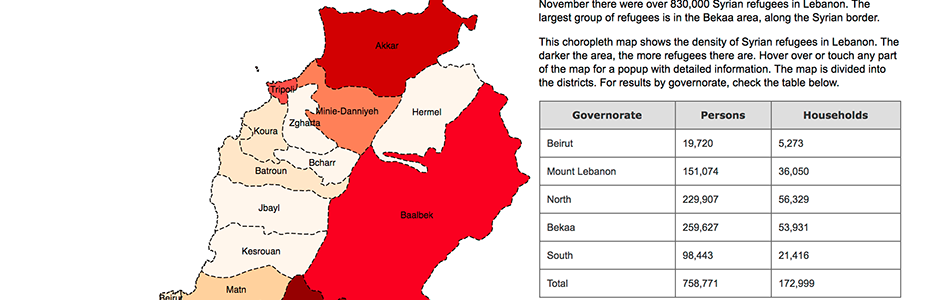 November there were over 830,000 Syrian refugees in Lebanon. The
largest group of refugees is in the Bekaa area, along the Syrian border.
This choropleth map shows the density of Syrian refugees in Lebanon. The
darker the area, the more refugees there are. Hover over or touch any part
of the map for a popup with detailed information. The map is divided into
the districts. For results by governorate, check the table below.
Governorate Persons Households
Beirut 19,720 5,273
Mount Lebanon 151,074 36,050
North 229,907 56,329
Bekaa 259,627 53,931
South 98,443 21,416
Total 758,771 172,999
Akkar
Tripoli
Minie-Danniyeh
Hermel
Zgharta
Koura
Bcharr
Batroun
Jbayl
Baalbek
Kesrouan
Matn
Beirut